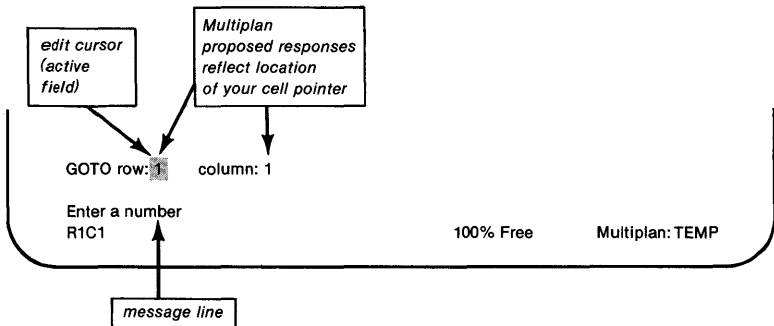 edit cursor
(active
field)
Multiplan
proposed responses
reflect location
of your cell pointer
GOTO row: 1 column: 1
Enter a number
R1C1 100% Free Multiplan: TEMP
message line